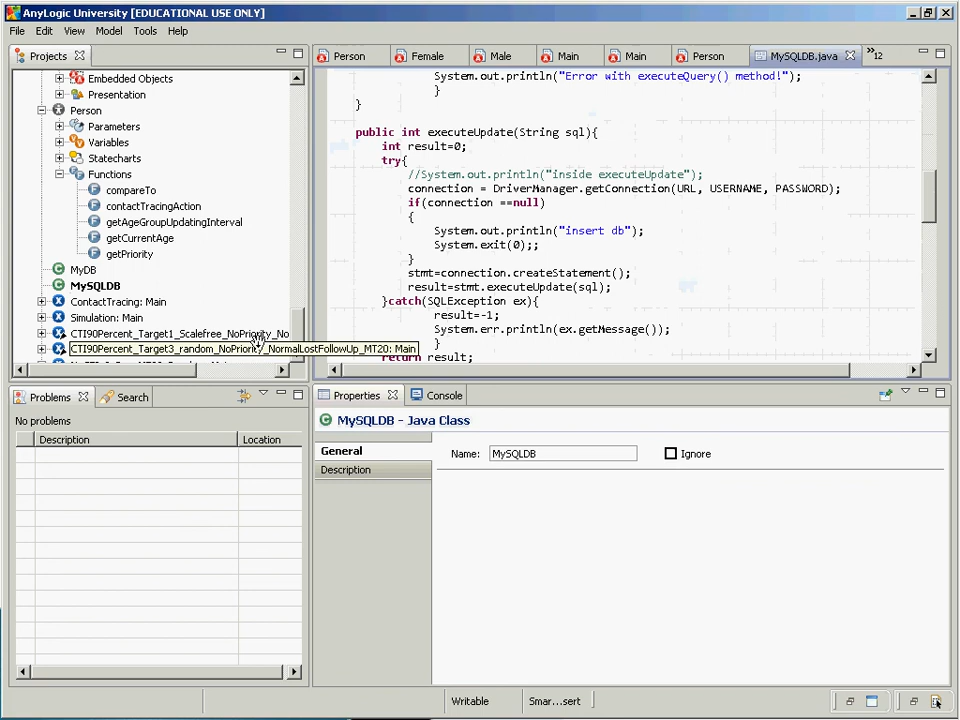 AnyLogic University [EDUCATIONAL USE ONLY]
File Edit View Model Tools Help
Projects
Person Female Male Main Main Person MySQLDB.java »12
Embedded Objects
Presentation
Person
Parameters
Variables
Statecharts
Functions
compareTo
contactTracingAction
getAgeGroupUpdatingInterval
getCurrentAge
getPriority
MyDB
MySQLDB
ContactTracing: Main
Simulation: Main
CTI90Percent_Target1_Scalefree_NoPriority_No
CTI90Percent_Target3_random_NoPriority_NormalLostFollowUp_MT20: Main
System.out.println("Error with executeQuery() method!");
}
}
public int executeUpdate(String sql){
int result=0;
try{
//System.out.println("inside executeUpdate");
connection = DriverManager.getConnection(URL, USERNAME, PASSWORD);
if(connection ==null)
{
System.out.println("insert db");
System.exit(0);;
}
stmt=connection.createStatement();
result=stmt.executeUpdate(sql);
}catch(SQLException ex){
result=-1;
System.err.println(ex.getMessage());
}
return result;
Problems Search
No problems
Description Location
Properties Console
MySQLDB - Java Class
General
Description
Name: MySQLDB Ignore
Writable Smar...sert